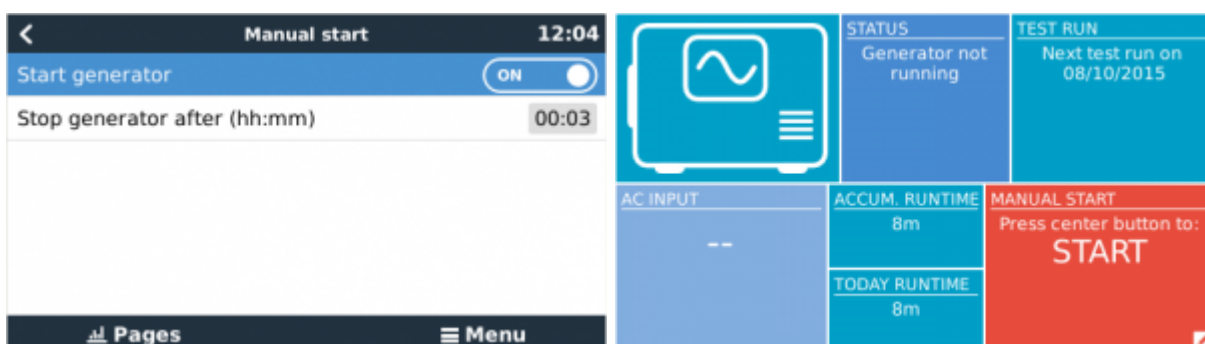 Manual start 12:04
Start generator ON
Stop generator after (hh:mm) 00:03
Pages Menu
STATUS
Generator not
running
TEST RUN
Next test run on
08/10/2015
AC INPUT
--
ACCUM. RUNTIME
8m
TODAY RUNTIME
8m
MANUAL START
Press center button to:
START